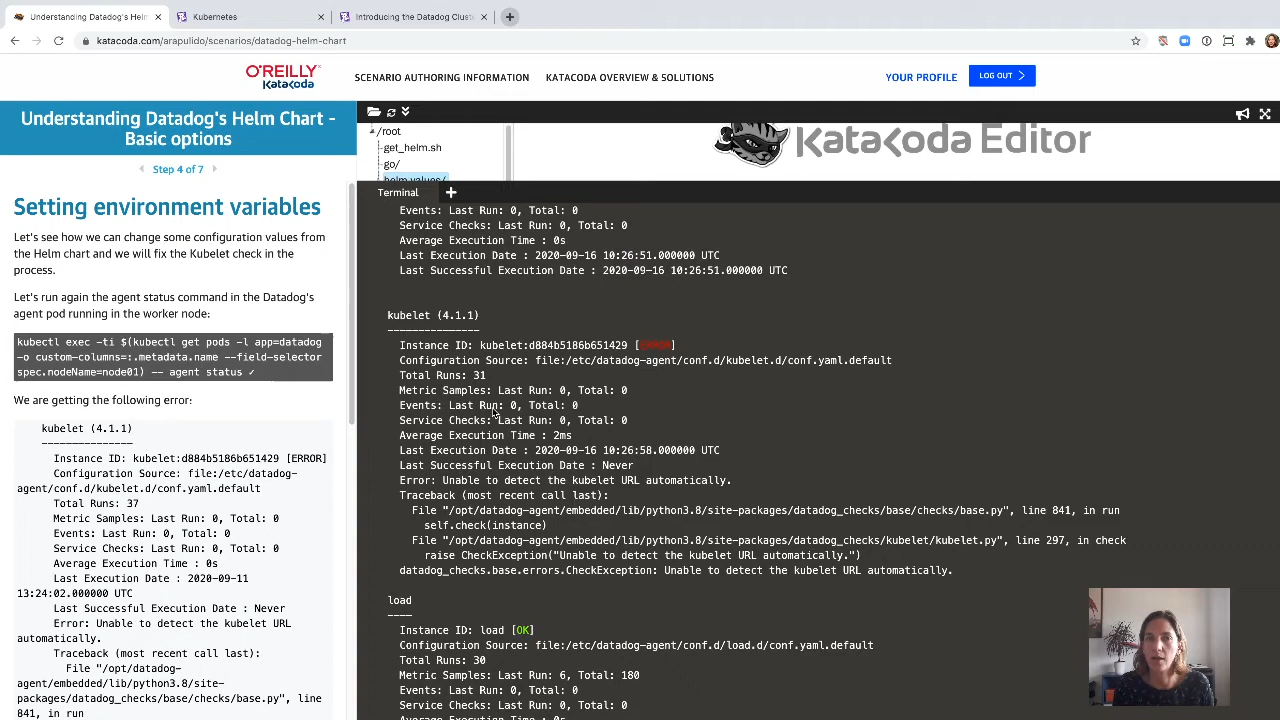 Understanding Datadog's Helm
Kubernetes
Introducing the Datadog Clust
katacoda.com/arapulido/scenarios/datadog-helm-chart
O'REILLY
Katacoda
SCENARIO AUTHORING INFORMATION
KATACODA OVERVIEW & SOLUTIONS
YOUR PROFILE
LOG OUT
Understanding Datadog's Helm Chart -
Basic options
Step 4 of 7
Setting environment variables
Let's see how we can change some configuration values from
the Helm chart and we will fix the Kubelet check in the
process.
Let's run again the agent status command in the Datadog's
agent pod running in the worker node:
kubectl exec -ti $(kubectl get pods -l app=datadog
-o custom-columns=:.metadata.name --field-selector
spec.nodeName=node01) -- agent status ✓
We are getting the following error:
kubelet (4.1.1)
---------------
Instance ID: kubelet:d884b5186b651429 [ERROR]
Configuration Source: file:/etc/datadog-
agent/conf.d/kubelet.d/conf.yaml.default
Total Runs: 37
Metric Samples: Last Run: 0, Total: 0
Events: Last Run: 0, Total: 0
Service Checks: Last Run: 0, Total: 0
Average Execution Time : 0s
Last Execution Date : 2020-09-11
13:24:02.000000 UTC
Last Successful Execution Date : Never
Error: Unable to detect the kubelet URL
automatically.
Traceback (most recent call last):
File "/opt/datadog-
agent/embedded/lib/python3.8/site-
packages/datadog_checks/base/checks/base.py", line
841, in run
/root
get_helm.sh
go/
helm values/
Katacoda Editor
Terminal
Events: Last Run: 0, Total: 0
Service Checks: Last Run: 0, Total: 0
Average Execution Time : 0s
Last Execution Date : 2020-09-16 10:26:51.000000 UTC
Last Successful Execution Date : 2020-09-16 10:26:51.000000 UTC
kubelet (4.1.1)
---------------
Instance ID: kubelet:d884b5186b651429 [ERROR]
Configuration Source: file:/etc/datadog-agent/conf.d/kubelet.d/conf.yaml.default
Total Runs: 31
Metric Samples: Last Run: 0, Total: 0
Events: Last Run: 0, Total: 0
Service Checks: Last Run: 0, Total: 0
Average Execution Time : 2ms
Last Execution Date : 2020-09-16 10:26:58.000000 UTC
Last Successful Execution Date : Never
Error: Unable to detect the kubelet URL automatically.
Traceback (most recent call last):
File "/opt/datadog-agent/embedded/lib/python3.8/site-packages/datadog_checks/base/checks/base.py", line 841, in run
self.check(instance)
File "/opt/datadog-agent/embedded/lib/python3.8/site-packages/datadog_checks/kubelet/kubelet.py", line 297, in check
raise CheckException("Unable to detect the kubelet URL automatically.")
datadog_checks.base.errors.CheckException: Unable to detect the kubelet URL automatically.
load
----
Instance ID: load [OK]
Configuration Source: file:/etc/datadog-agent/conf.d/load.d/conf.yaml.default
Total Runs: 30
Metric Samples: Last Run: 6, Total: 180
Events: Last Run: 0, Total: 0
Service Checks: Last Run: 0, Total: 0
Average Execution Time : 0s